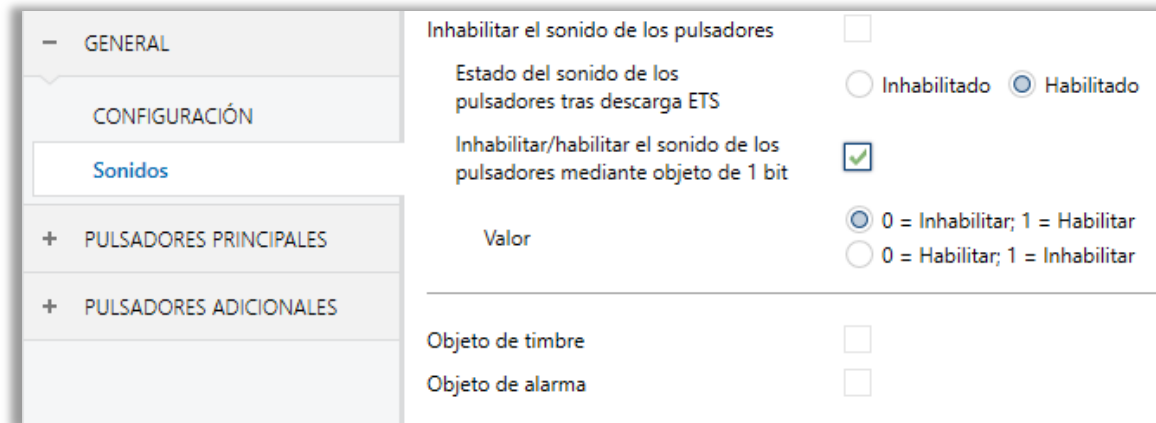 − GENERAL
CONFIGURACIÓN
Sonidos
+ PULSADORES PRINCIPALES
+ PULSADORES ADICIONALES
Inhabilitar el sonido de los pulsadores
Estado del sonido de los
pulsadores tras descarga ETS
Inhabilitado Habilitado
Inhabilitar/habilitar el sonido de los
pulsadores mediante objeto de 1 bit
Valor
0 = Inhabilitar; 1 = Habilitar
0 = Habilitar; 1 = Inhabilitar
Objeto de timbre
Objeto de alarma